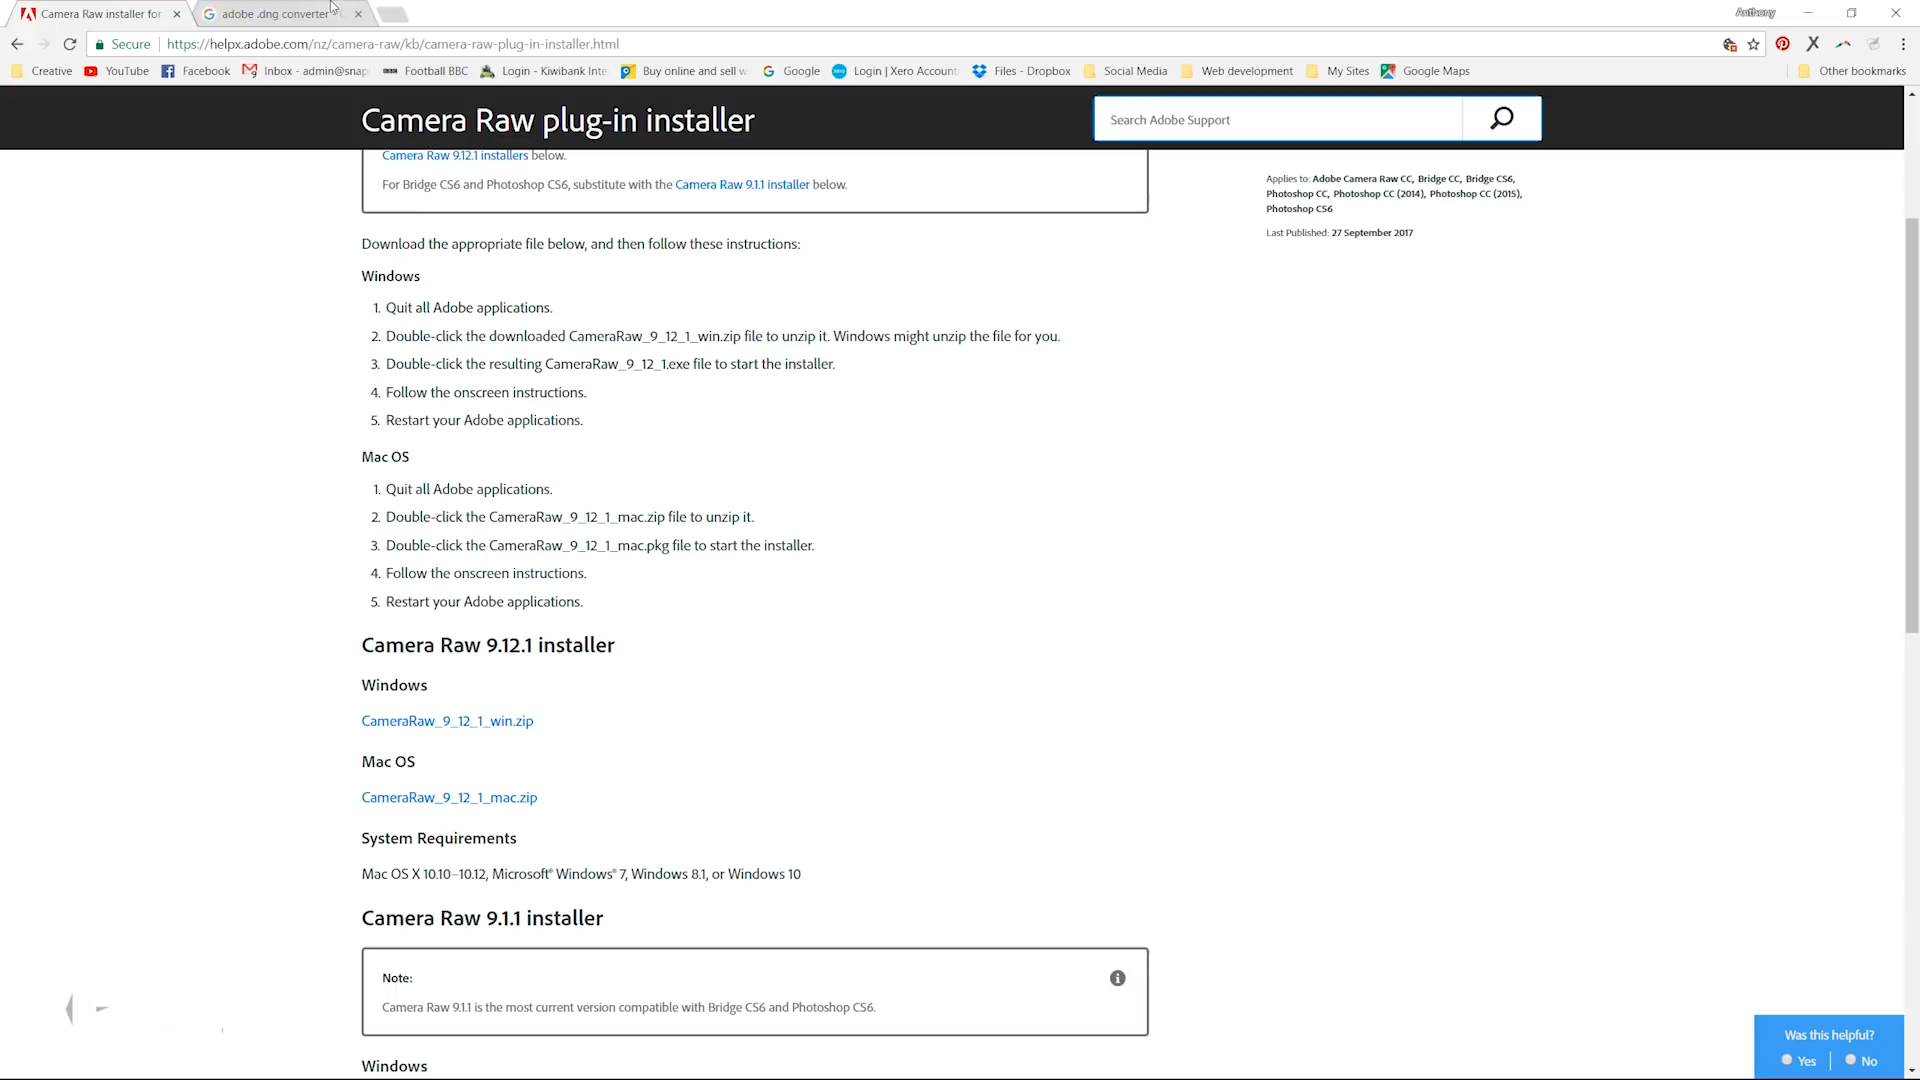 Camera Raw installer for
adobe .dng converter
Anthony
Secure
https://helpx.adobe.com/nz/camera-raw/kb/camera-raw-plug-in-installer.html
Creative
YouTube
Facebook
Inbox - admin@snap
Football BBC
Login - Kiwibank Inte
Buy online and sell w
Google
Login | Xero Account
Files - Dropbox
Social Media
Web development
My Sites
Google Maps
Other bookmarks
Camera Raw plug-in installer
Search Adobe Support
Camera Raw 9.12.1 installers below.
For Bridge CS6 and Photoshop CS6, substitute with the Camera Raw 9.1.1 installer below.
Applies to: Adobe Camera Raw CC, Bridge CC, Bridge CS6,
Photoshop CC, Photoshop CC (2014), Photoshop CC (2015),
Photoshop CS6
Last Published: 27 September 2017
Download the appropriate file below, and then follow these instructions:
Windows
1. Quit all Adobe applications.
2. Double-click the downloaded CameraRaw_9_12_1_win.zip file to unzip it. Windows might unzip the file for you.
3. Double-click the resulting CameraRaw_9_12_1.exe file to start the installer.
4. Follow the onscreen instructions.
5. Restart your Adobe applications.
Mac OS
1. Quit all Adobe applications.
2. Double-click the CameraRaw_9_12_1_mac.zip file to unzip it.
3. Double-click the CameraRaw_9_12_1_mac.pkg file to start the installer.
4. Follow the onscreen instructions.
5. Restart your Adobe applications.
Camera Raw 9.12.1 installer
Windows
CameraRaw_9_12_1_win.zip
Mac OS
CameraRaw_9_12_1_mac.zip
System Requirements
Mac OS X 10.10–10.12, Microsoft® Windows® 7, Windows 8.1, or Windows 10
Camera Raw 9.1.1 installer
Note:
Camera Raw 9.1.1 is the most current version compatible with Bridge CS6 and Photoshop CS6.
Windows
Was this helpful?
Yes
No